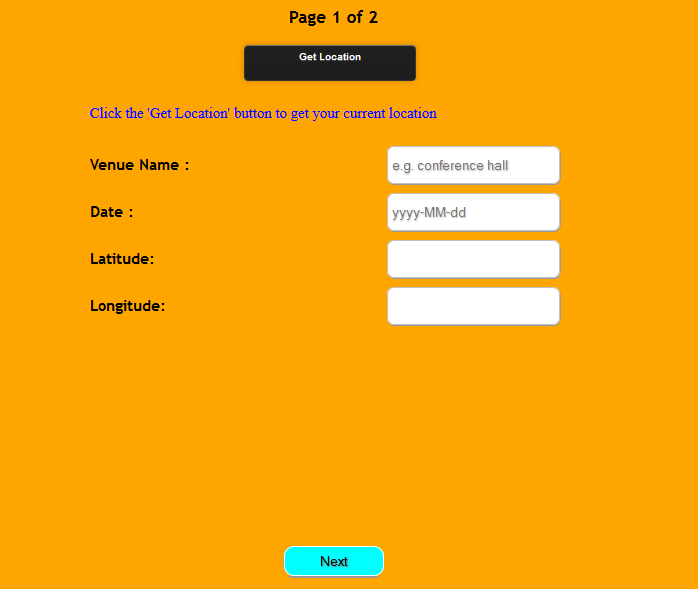 Page 1 of 2
Get Location
Click the 'Get Location' button to get your current location
Venue Name : e.g. conference hall
Date : yyyy-MM-dd
Latitude:
Longitude:
Next